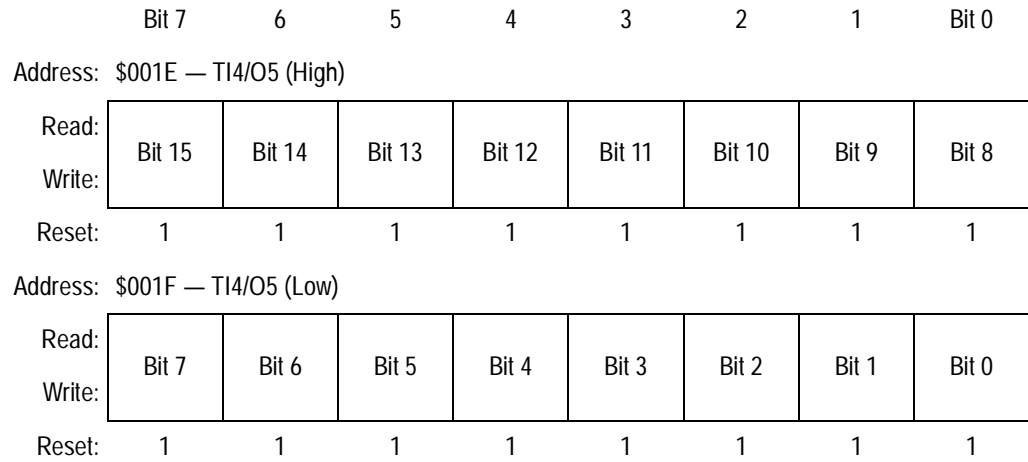 Bit 7 6 5 4 3 2 1 Bit 0
Address: $001E — TI4/O5 (High)
Read:
Bit 15 Bit 14 Bit 13 Bit 12 Bit 11 Bit 10 Bit 9 Bit 8
Write:
Reset: 1 1 1 1 1 1 1 1
Address: $001F — TI4/O5 (Low)
Read:
Bit 7 Bit 6 Bit 5 Bit 4 Bit 3 Bit 2 Bit 1 Bit 0
Write:
Reset: 1 1 1 1 1 1 1 1